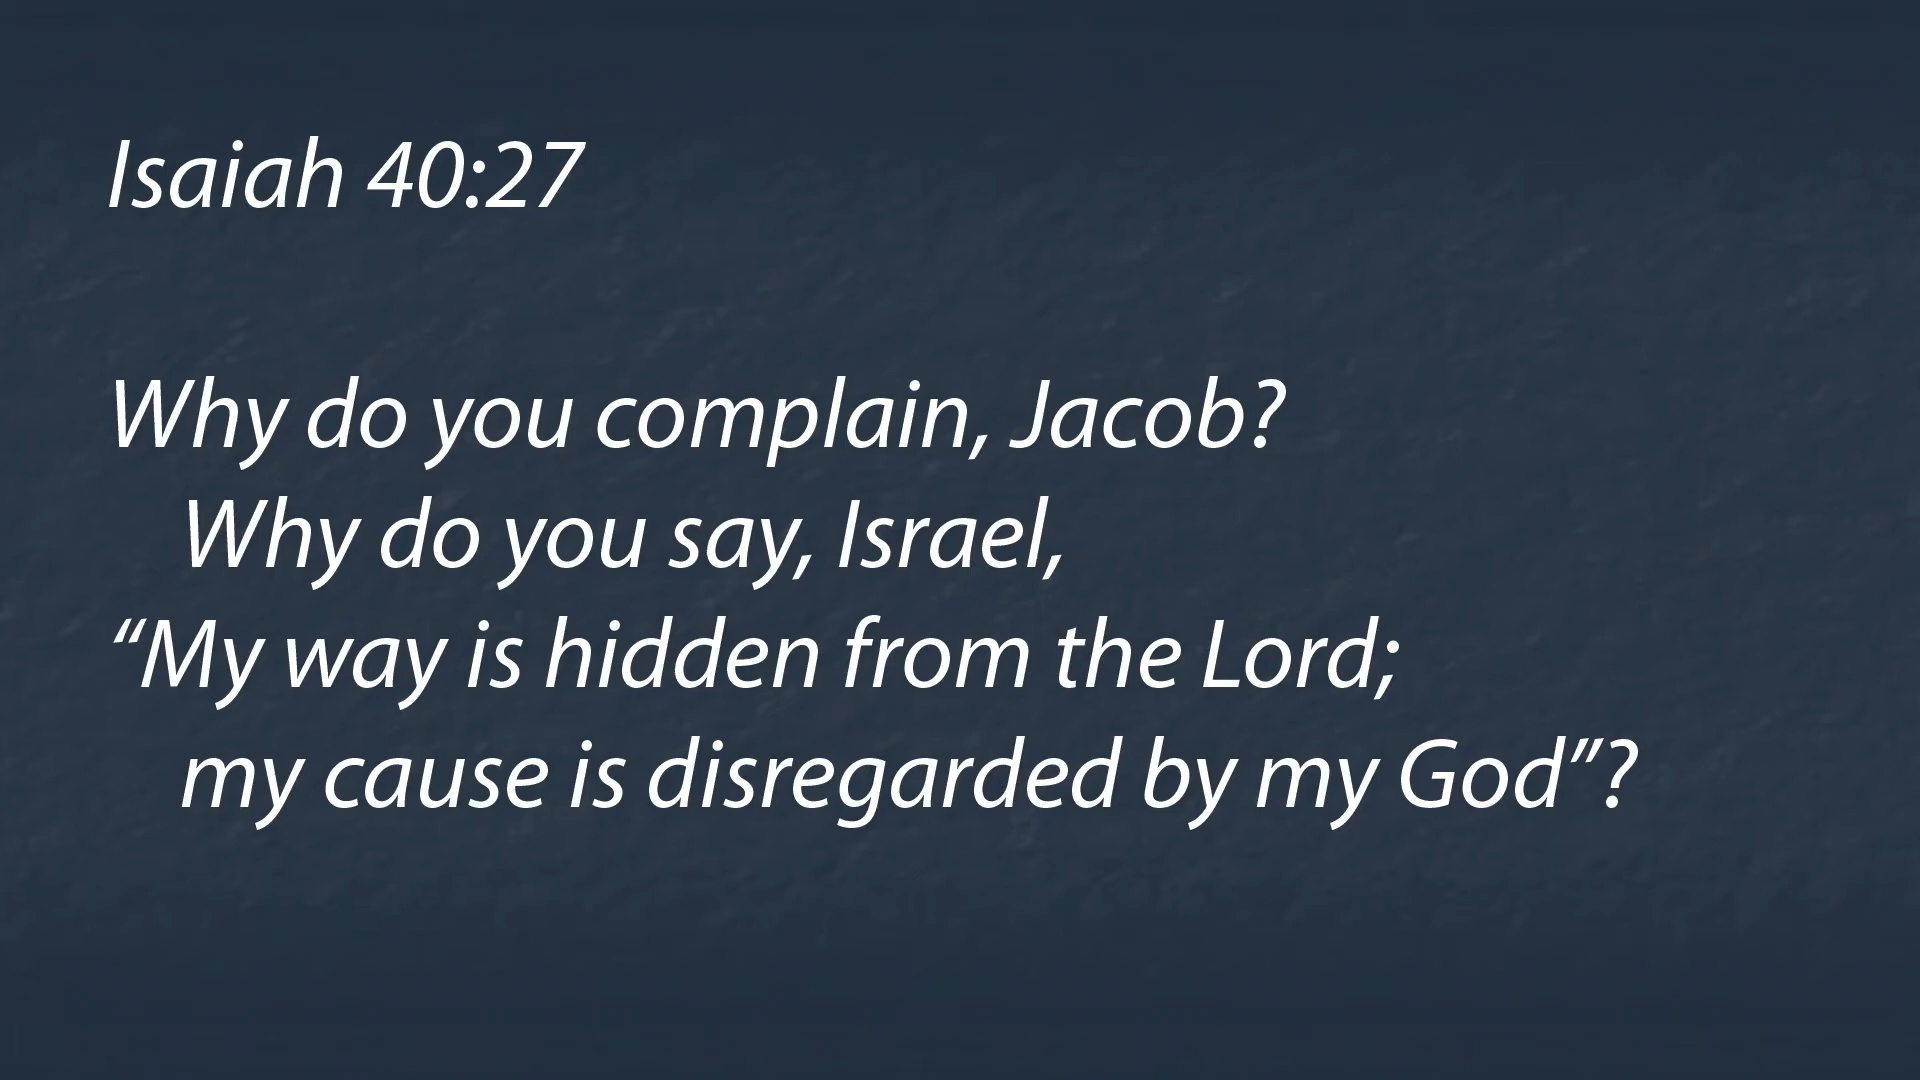 Isaiah 40:27
Why do you complain, Jacob?
Why do you say, Israel,
“My way is hidden from the Lord;
my cause is disregarded by my God”?